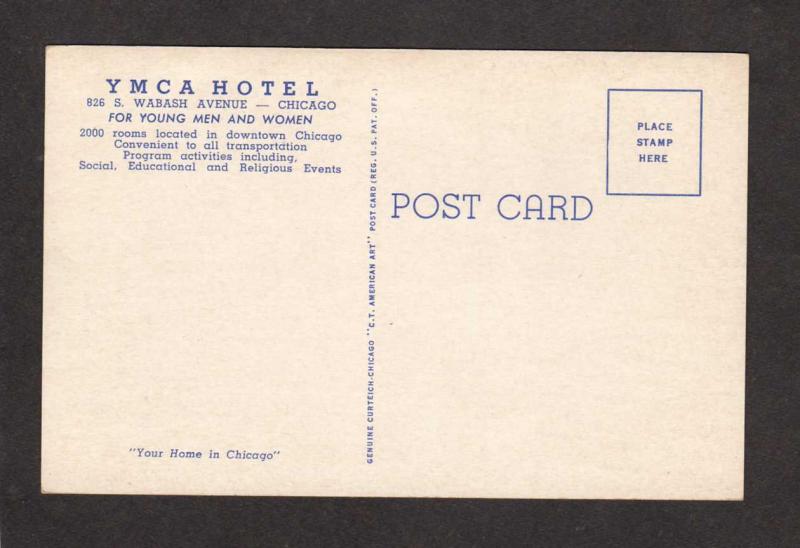 YMCA HOTEL
826 S. WABASH AVENUE — CHICAGO
FOR YOUNG MEN AND WOMEN
2000 rooms located in downtown Chicago
Convenient to all transportation
Program activities including,
Social, Educational and Religious Events
"Your Home in Chicago"
GENUINE CURTEICH-CHICAGO "C.T. AMERICAN ART" POST CARD (REG. U.S. PAT. OFF.)
POST CARD
PLACE
STAMP
HERE